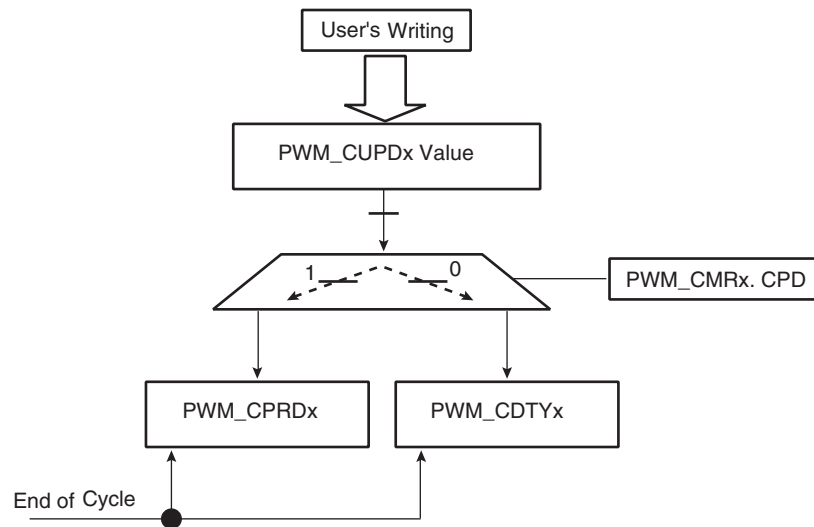 User's Writing
PWM_CUPDx Value
1
0
PWM_CMRx. CPD
PWM_CPRDx
PWM_CDTYx
End of Cycle